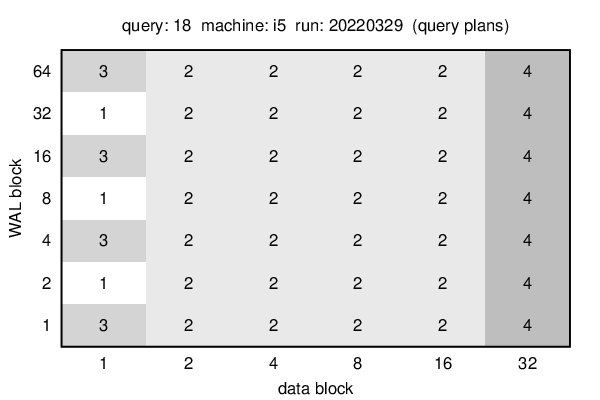 query: 18 machine: i5 run: 20220329 (query plans)
WAL block
64 3 2 2 2 2 4
32 1 2 2 2 2 4
16 3 2 2 2 2 4
8 1 2 2 2 2 4
4 3 2 2 2 2 4
2 1 2 2 2 2 4
1 3 2 2 2 2 4
1 2 4 8 16 32
data block